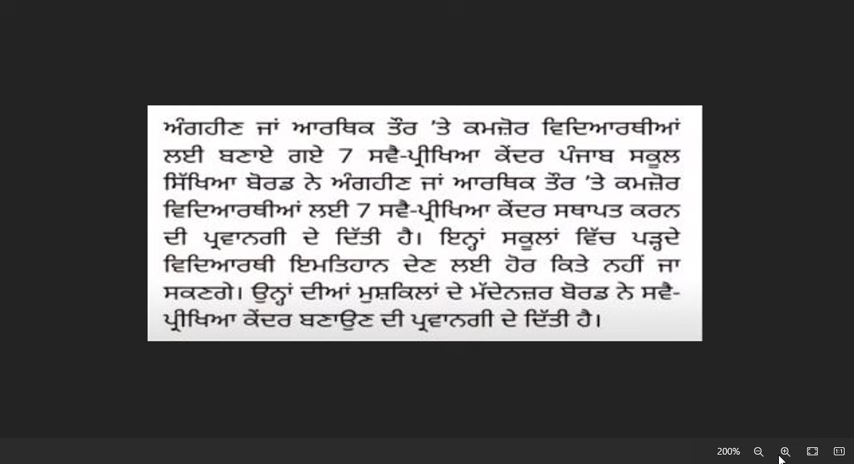 ਅੰਗਹੀਣ ਜਾਂ ਆਰਥਿਕ ਤੌਰ 'ਤੇ ਕਮਜ਼ੋਰ ਵਿਦਿਆਰਥੀਆਂ
ਲਈ ਬਣਾਏ ਗਏ 7 ਸਵੈ-ਪ੍ਰੀਖਿਆ ਕੇਂਦਰ ਪੰਜਾਬ ਸਕੂਲ
ਸਿੱਖਿਆ ਬੋਰਡ ਨੇ ਅੰਗਹੀਣ ਜਾਂ ਆਰਥਿਕ ਤੌਰ 'ਤੇ ਕਮਜ਼ੋਰ
ਵਿਦਿਆਰਥੀਆਂ ਲਈ 7 ਸਵੈ-ਪ੍ਰੀਖਿਆ ਕੇਂਦਰ ਸਥਾਪਤ ਕਰਨ
ਦੀ ਪ੍ਰਵਾਨਗੀ ਦੇ ਦਿੱਤੀ ਹੈ। ਇਨ੍ਹਾਂ ਸਕੂਲਾਂ ਵਿੱਚ ਪੜ੍ਹਦੇ
ਵਿਦਿਆਰਥੀ ਇਮਤਿਹਾਨ ਦੇਣ ਲਈ ਹੋਰ ਕਿਤੇ ਨਹੀਂ ਜਾ
ਸਕਣਗੇ। ਉਨ੍ਹਾਂ ਦੀਆਂ ਮੁਸ਼ਕਿਲਾਂ ਦੇ ਮੱਦੇਨਜ਼ਰ ਬੋਰਡ ਨੇ ਸਵੈ-
ਪ੍ਰੀਖਿਆ ਕੇਂਦਰ ਬਣਾਉਣ ਦੀ ਪ੍ਰਵਾਨਗੀ ਦੇ ਦਿੱਤੀ ਹੈ।
200%
1:1